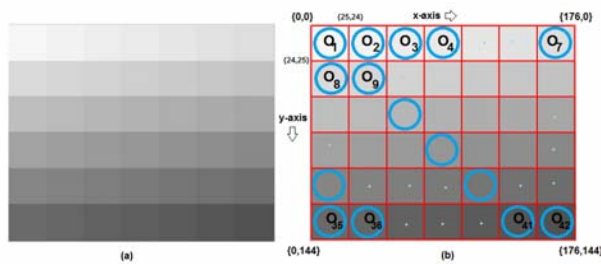 {0,0} {25,24} x-axis {176,0}
O1 O2 O3 O4 O7
{24,25}
O8 O9
y-axis
O35 O36 O41 O42
{0,144} {176,144}
(a) (b)